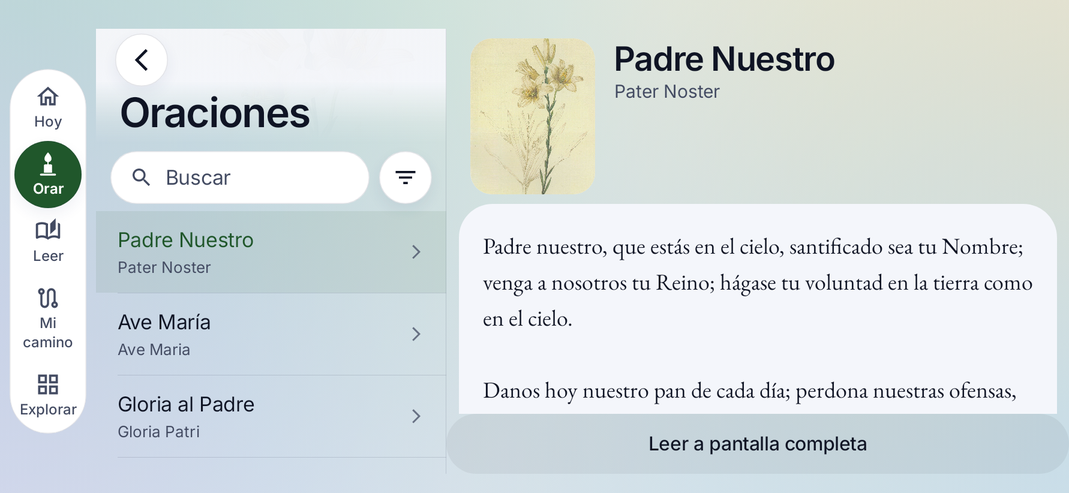 Hoy
Orar
Leer
Mi
camino
Explorar
Oraciones
Buscar
Padre Nuestro
Pater Noster
Ave María
Ave Maria
Gloria al Padre
Gloria Patri
Padre Nuestro
Pater Noster
Padre nuestro, que estás en el cielo, santificado sea tu Nombre;
venga a nosotros tu Reino; hágase tu voluntad en la tierra como
en el cielo.
Danos hoy nuestro pan de cada día; perdona nuestras ofensas,
Leer a pantalla completa